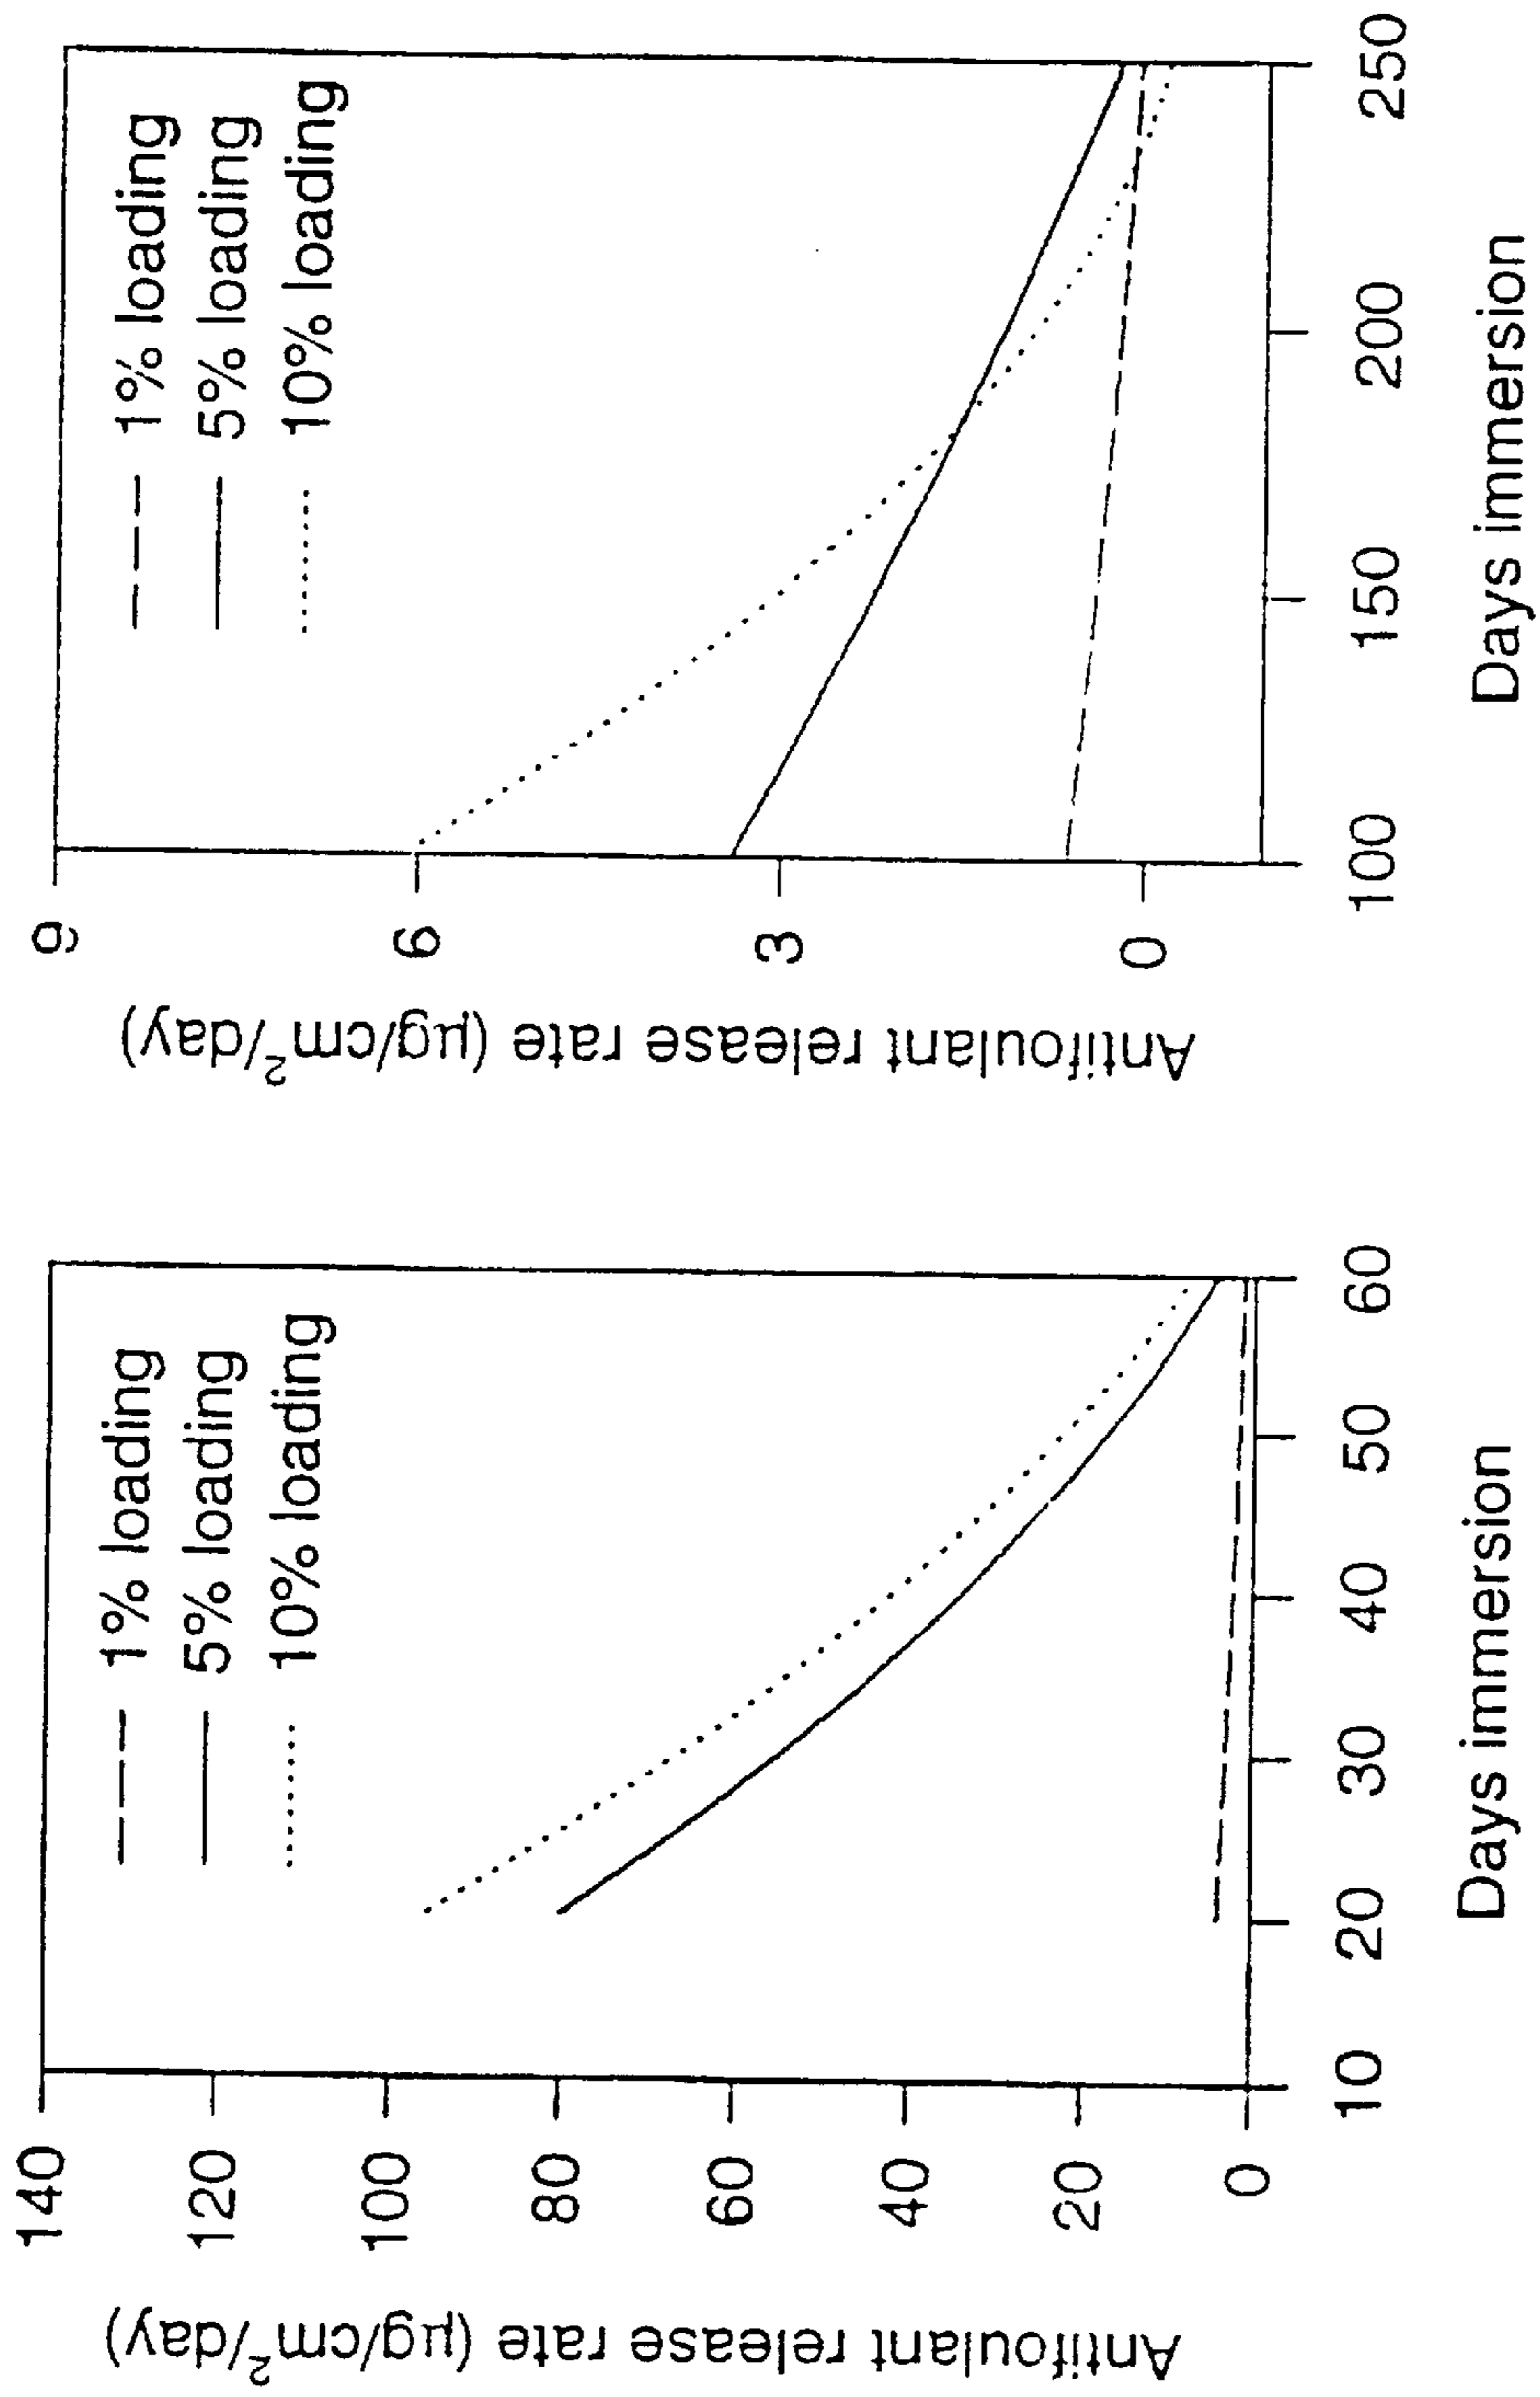 Antifoulant release rate (µg/cm²/day)
140
120
100
80
60
40
20
0
1% loading
5% loading
10% loading
10
20
30
40
50
60
Days immersion
Antifoulant release rate (µg/cm²/day)
9
6
3
0
1% loading
5% loading
10% loading
100
150
200
250
Days immersion